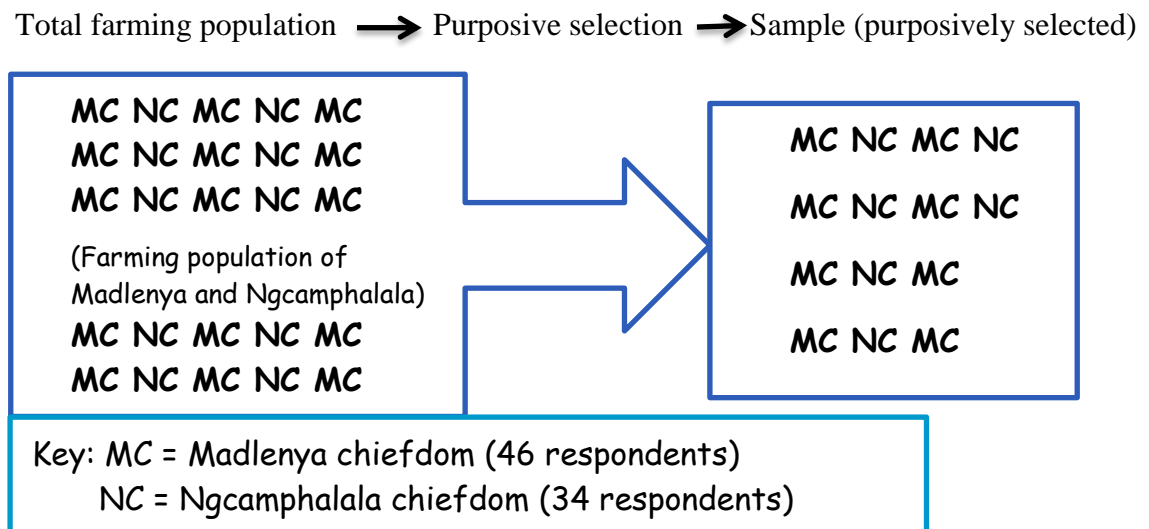 Total farming population Purposive selection Sample (purposively selected)
MC NC MC NC MC
MC NC MC NC MC
MC NC MC NC MC
(Farming population of
Madlenya and Ngcamphalala)
MC NC MC NC MC
MC NC MC NC MC
MC NC MC NC
MC NC MC NC
MC NC MC
MC NC MC
Key: MC = Madlenya chiefdom (46 respondents)
NC = Ngcamphalala chiefdom (34 respondents)